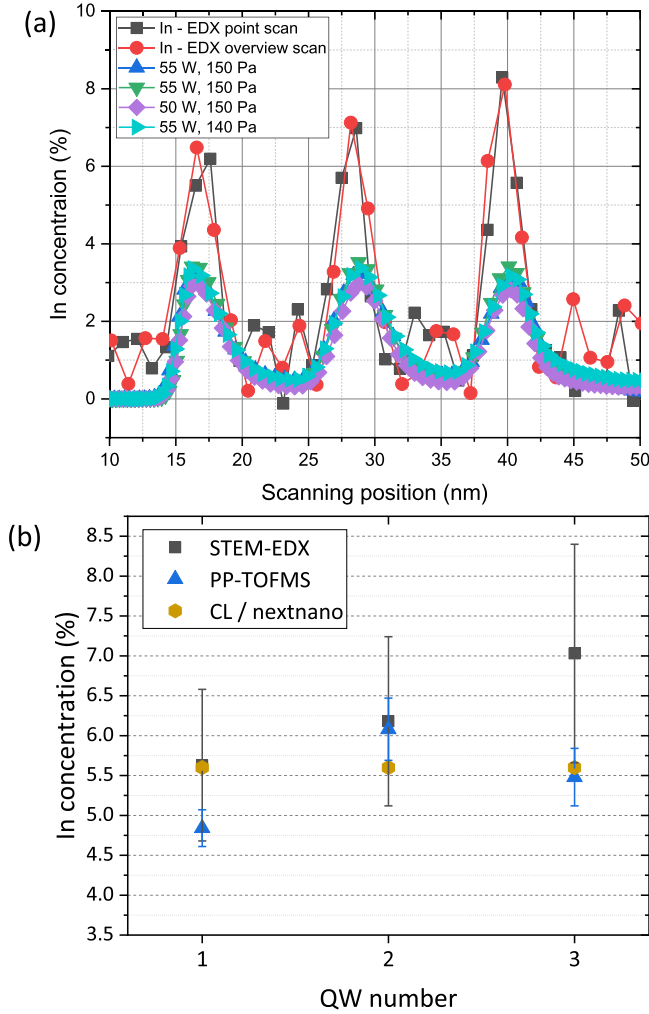 (a)
10
8
6
4
2
0
In concentraion (%)
In - EDX point scan
In - EDX overview scan
55 W, 150 Pa
55 W, 150 Pa
50 W, 150 Pa
55 W, 140 Pa
10 15 20 25 30 35 40 45 50
Scanning position (nm)
(b)
8.5
8.0
7.5
7.0
6.5
6.0
5.5
5.0
4.5
4.0
3.5
In concentration (%)
STEM-EDX
PP-TOFMS
CL / nextnano
1 2 3
QW number